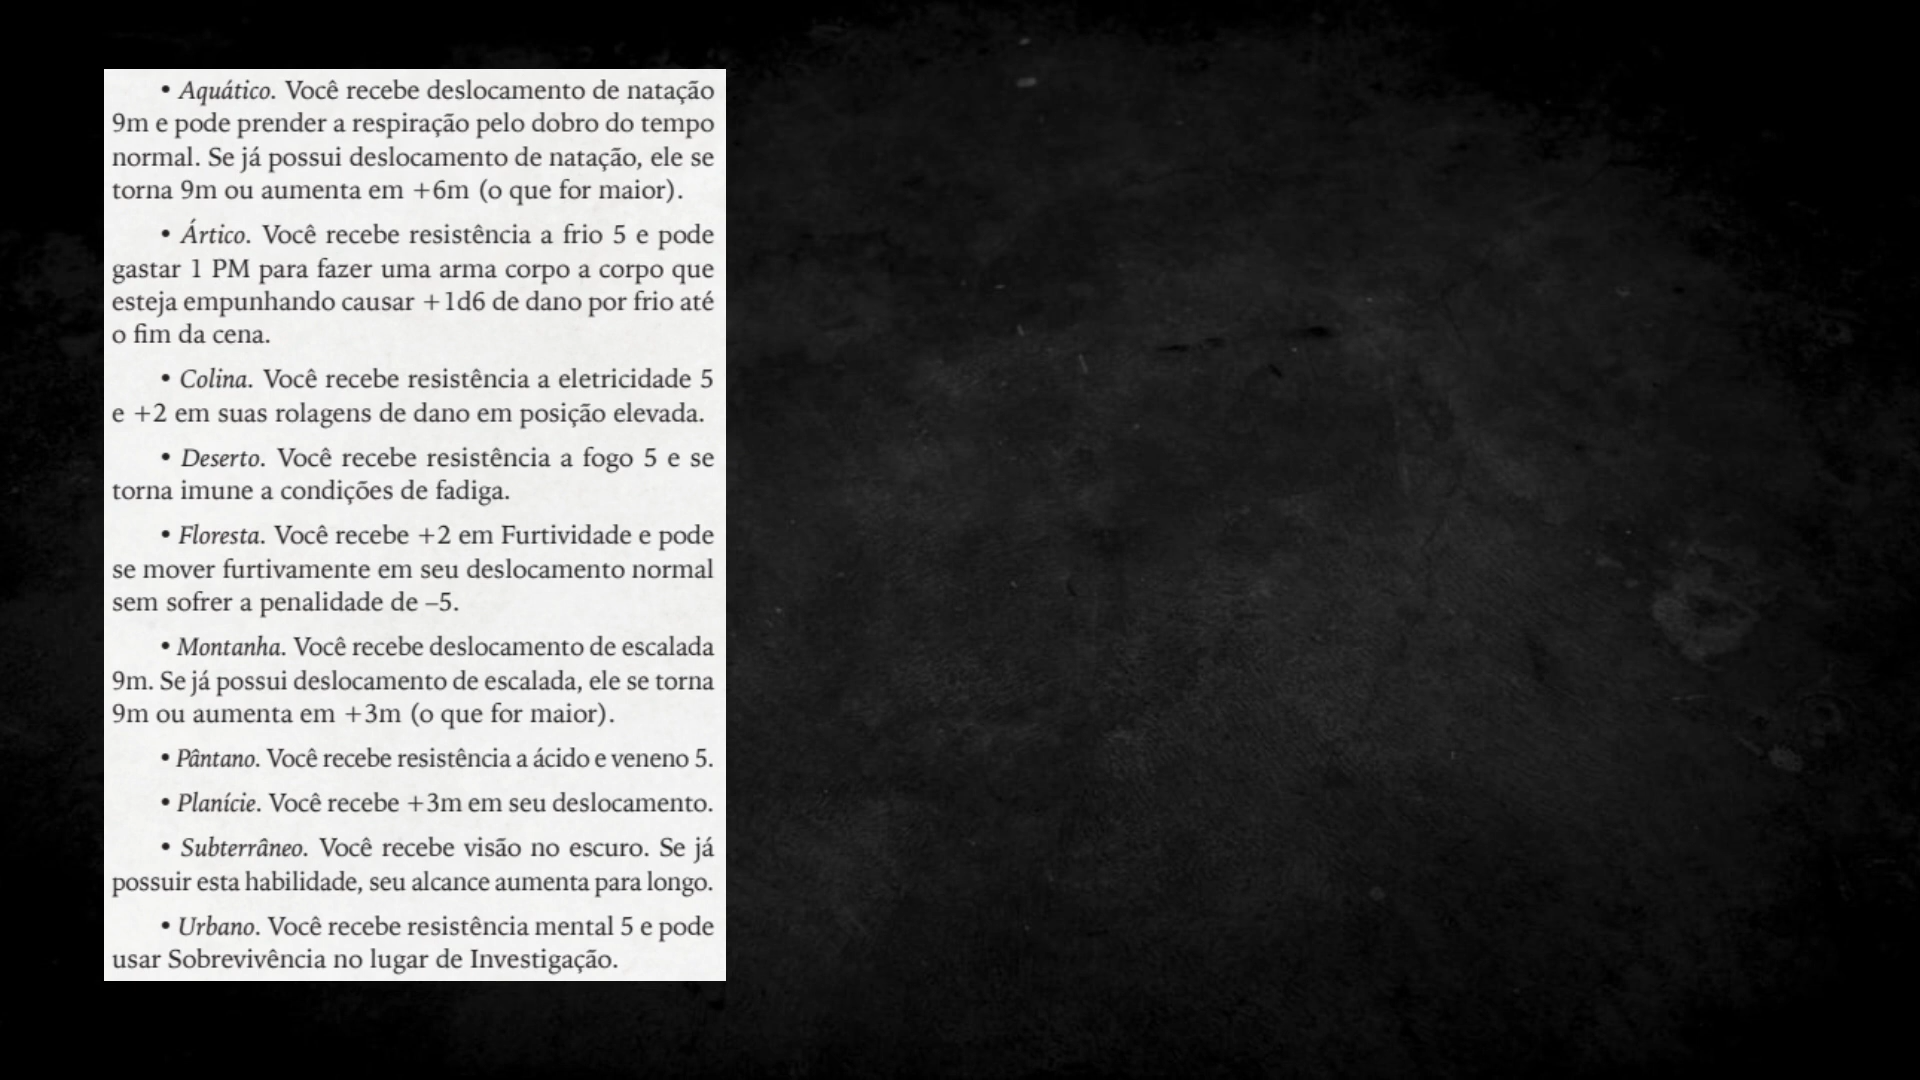 • Aquático. Você recebe deslocamento de natação
9m e pode prender a respiração pelo dobro do tempo
normal. Se já possui deslocamento de natação, ele se
torna 9m ou aumenta em +6m (o que for maior).
• Ártico. Você recebe resistência a frio 5 e pode
gastar 1 PM para fazer uma arma corpo a corpo que
esteja empunhando causar +1d6 de dano por frio até
o fim da cena.
• Colina. Você recebe resistência a eletricidade 5
e +2 em suas rolagens de dano em posição elevada.
• Deserto. Você recebe resistência a fogo 5 e se
torna imune a condições de fadiga.
• Floresta. Você recebe +2 em Furtividade e pode
se mover furtivamente em seu deslocamento normal
sem sofrer a penalidade de –5.
• Montanha. Você recebe deslocamento de escalada
9m. Se já possui deslocamento de escalada, ele se torna
9m ou aumenta em +3m (o que for maior).
• Pântano. Você recebe resistência a ácido e veneno 5.
• Planície. Você recebe +3m em seu deslocamento.
• Subterrâneo. Você recebe visão no escuro. Se já
possuir esta habilidade, seu alcance aumenta para longo.
• Urbano. Você recebe resistência mental 5 e pode
usar Sobrevivência no lugar de Investigação.